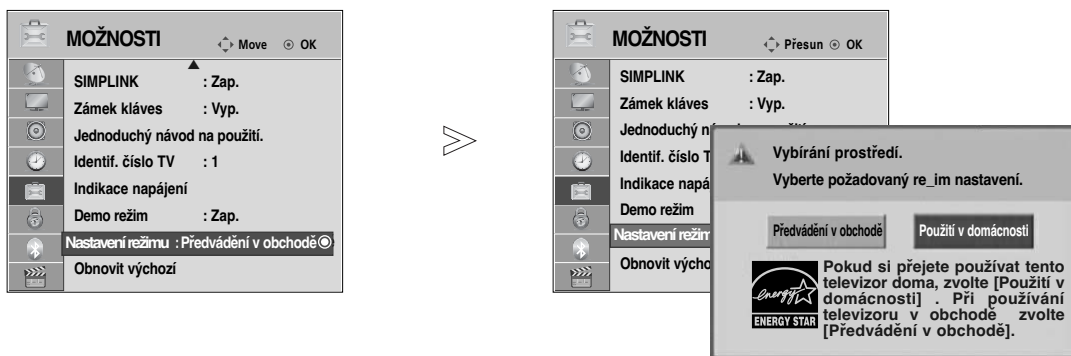 MOŽNOSTI Move OK
SIMPLINK : Zap.
Zámek kláves : Vyp.
Jednoduchý návod na použití.
Identif. číslo TV : 1
Indikace napájení
Demo režim : Zap.
Nastavení režimu : Předvádění v obchodě
Obnovit výchozí
MOŽNOSTI Přesun OK
SIMPLINK : Zap.
Zámek kláves : Vyp.
Jednoduchý
Identif. číslo T
Indikace napá
Demo režim
Nastavení režim
Obnovit výcho
Vybírání prostředí.
Vyberte požadovaný re_im nastavení.
Předvádění v obchodě Použití v domácnosti
energy
ENERGY STAR
Pokud si přejete používat tento
televizor doma, zvolte [Použití v
domácnosti] . Při používání
televizoru v obchodě zvolte
[Předvádění v obchodě].